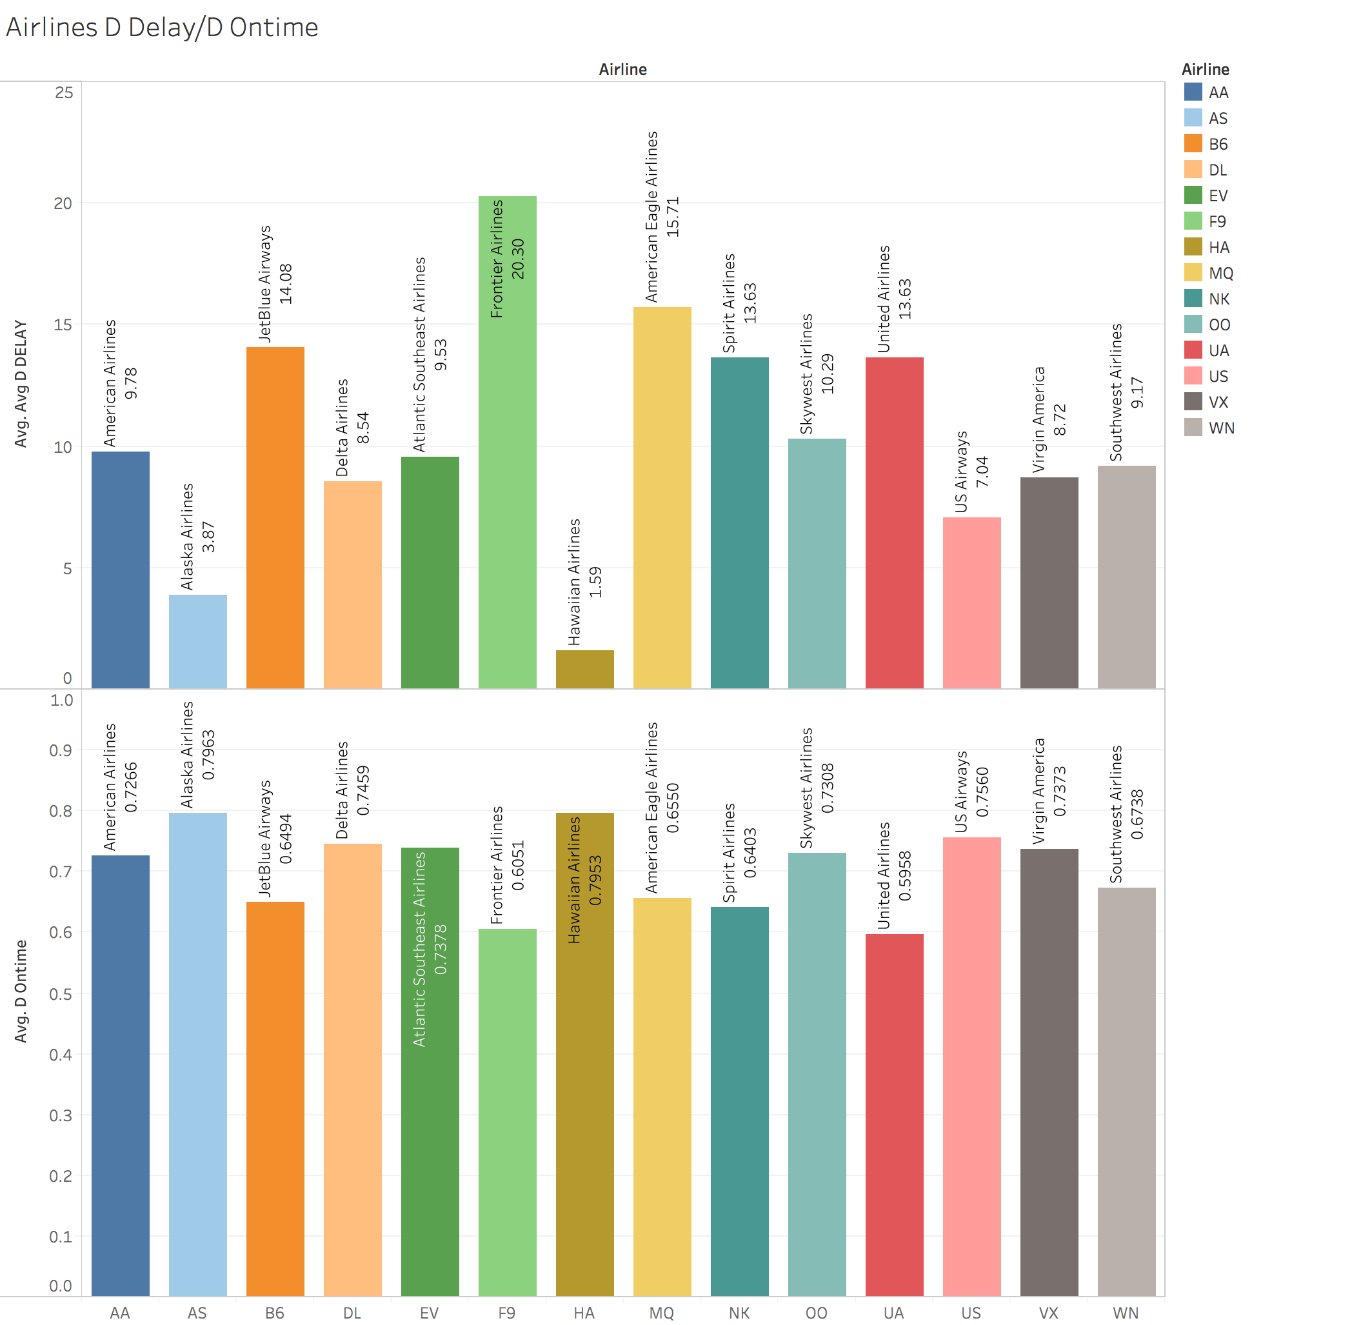 Airlines D Delay/D Ontime
Airline
Airline
AA
AS
B6
DL
EV
F9
HA
MQ
NK
OO
UA
US
VX
WN
Avg. Avg D DELAY
25
20
15
10
5
0
American Airlines
9.78
Alaska Airlines
3.87
JetBlue Airways
14.08
Delta Airlines
8.54
Atlantic Southeast Airlines
9.53
Frontier Airlines
20.30
Hawaiian Airlines
1.59
American Eagle Airlines
15.71
Spirit Airlines
13.63
Skywest Airlines
10.29
United Airlines
13.63
US Airways
7.04
Virgin America
8.72
Southwest Airlines
9.17
Avg. D Ontime
1.0
0.9
0.8
0.7
0.6
0.5
0.4
0.3
0.2
0.1
0.0
American Airlines
0.7266
Alaska Airlines
0.7963
JetBlue Airways
0.6494
Delta Airlines
0.7459
Atlantic Southeast Airlines
0.7378
Frontier Airlines
0.6051
Hawaiian Airlines
0.7953
American Eagle Airlines
0.6550
Spirit Airlines
0.6403
Skywest Airlines
0.7308
United Airlines
0.5958
US Airways
0.7560
Virgin America
0.7373
Southwest Airlines
0.6738
AA
AS
B6
DL
EV
F9
HA
MQ
NK
OO
UA
US
VX
WN